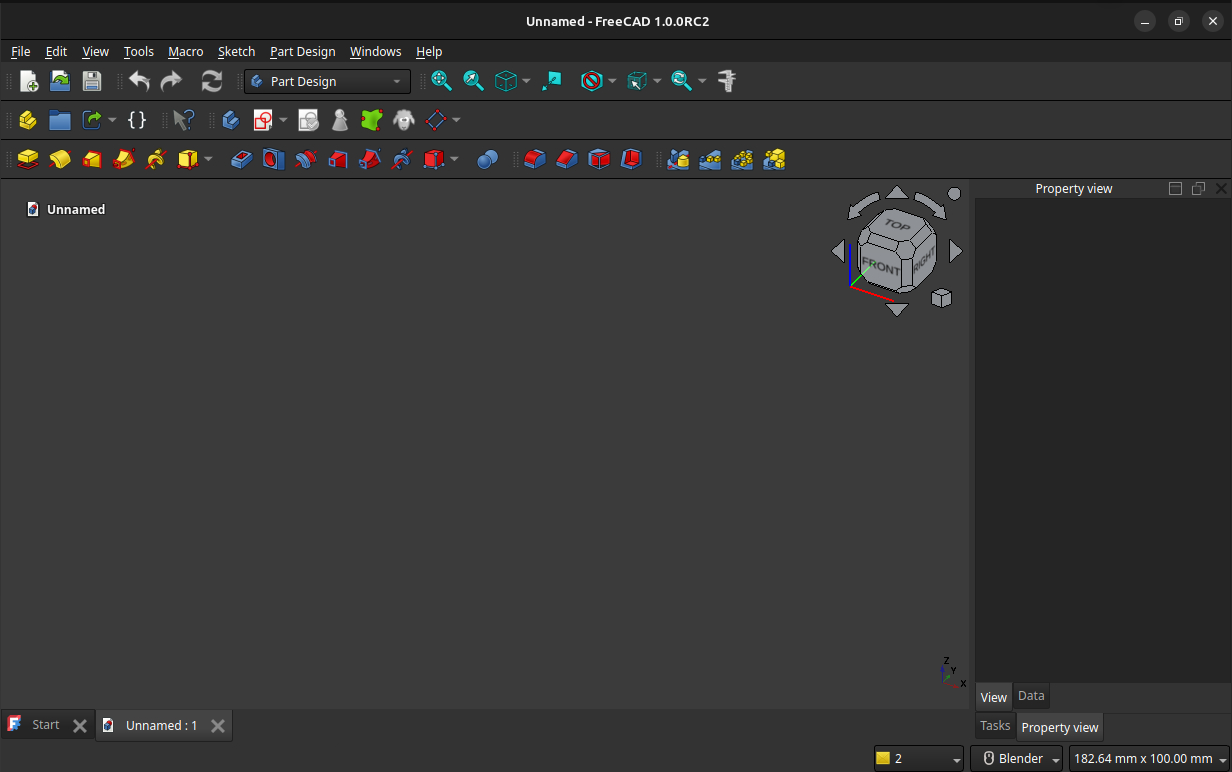 Unnamed - FreeCAD 1.0.0RC2
File Edit View Tools Macro Sketch Part Design Windows Help
Part Design
Property view
Unnamed
TOP
FRONT
RIGHT
Z
Y
X
View Data
Start Unnamed : 1
Tasks Property view
2 Blender 182.64 mm x 100.00 mm